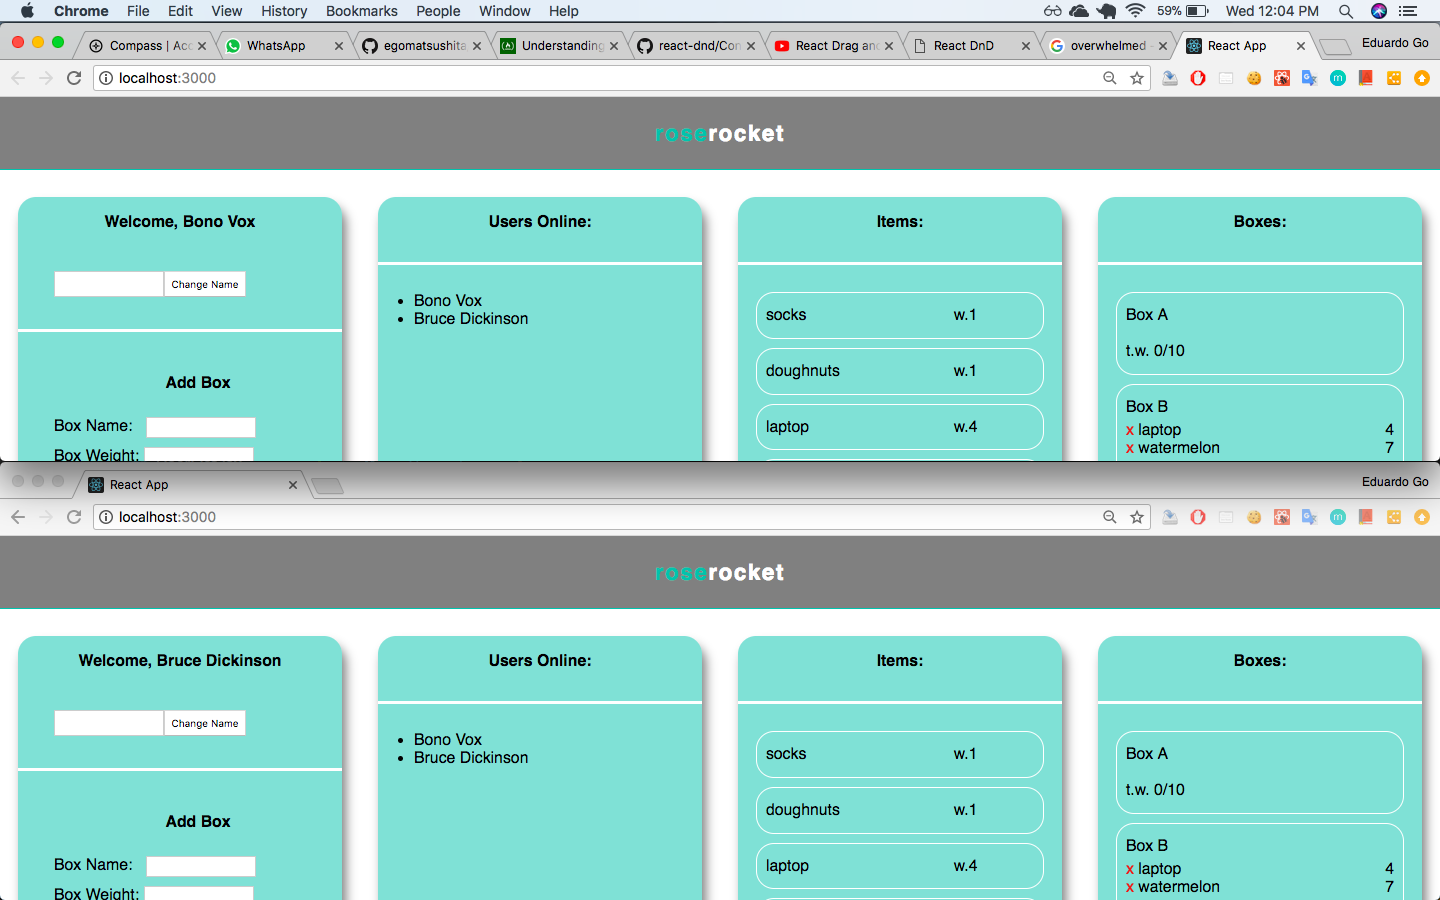 Chrome File Edit View History Bookmarks People Window Help 59% Wed 12:04 PM
Compass | Acc WhatsApp egomatsushita Understanding react-dnd/Con React Drag and React DnD overwhelmed - React App Eduardo Go
localhost:3000
roserocket
Welcome, Bono Vox
Change Name
Add Box
Box Name:
Box Weight:
Users Online:
• Bono Vox
• Bruce Dickinson
Items:
socks w.1
doughnuts w.1
laptop w.4
Boxes:
Box A
t.w. 0/10
Box B
x laptop 4
x watermelon 7
React App Eduardo Go
localhost:3000
roserocket
Welcome, Bruce Dickinson
Change Name
Add Box
Box Name:
Box Weight:
Users Online:
• Bono Vox
• Bruce Dickinson
Items:
socks w.1
doughnuts w.1
laptop w.4
Boxes:
Box A
t.w. 0/10
Box B
x laptop 4
x watermelon 7